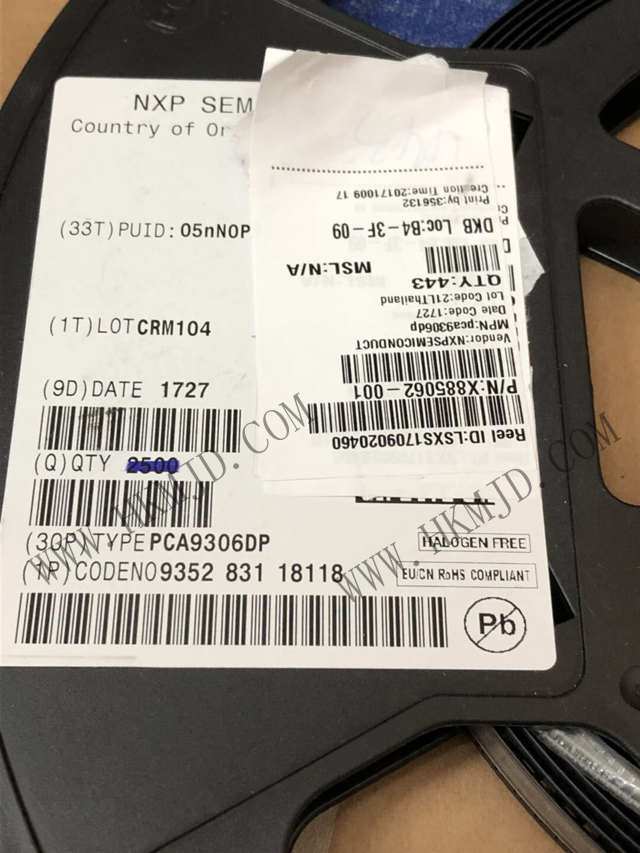 NXP SEM
Country of Or
(33T)PUID: 05nN0P
(1T)LOTCRM104
(9D)DATE 1727
(Q)QTY 2500
(30P)TYPEPCA9306DP
(1P)CODENO9352 831 18118
HALOGEN FREE
EU/CN RoHS COMPLIANT
Pb
Reel ID:LSXS1709020460
P/N:X885062-001
Vendor:NXPSEMICONDUCT
MPN:pca9306dp
Date Code:1727
Lot Code:21LThailand
QTY:443
MSL:N/A
DKB Loc:B4-3F-09
Print by:356132
Creation Time:20171009 17
WWW.HKMJD.COM
WWW.HKMJD.COM